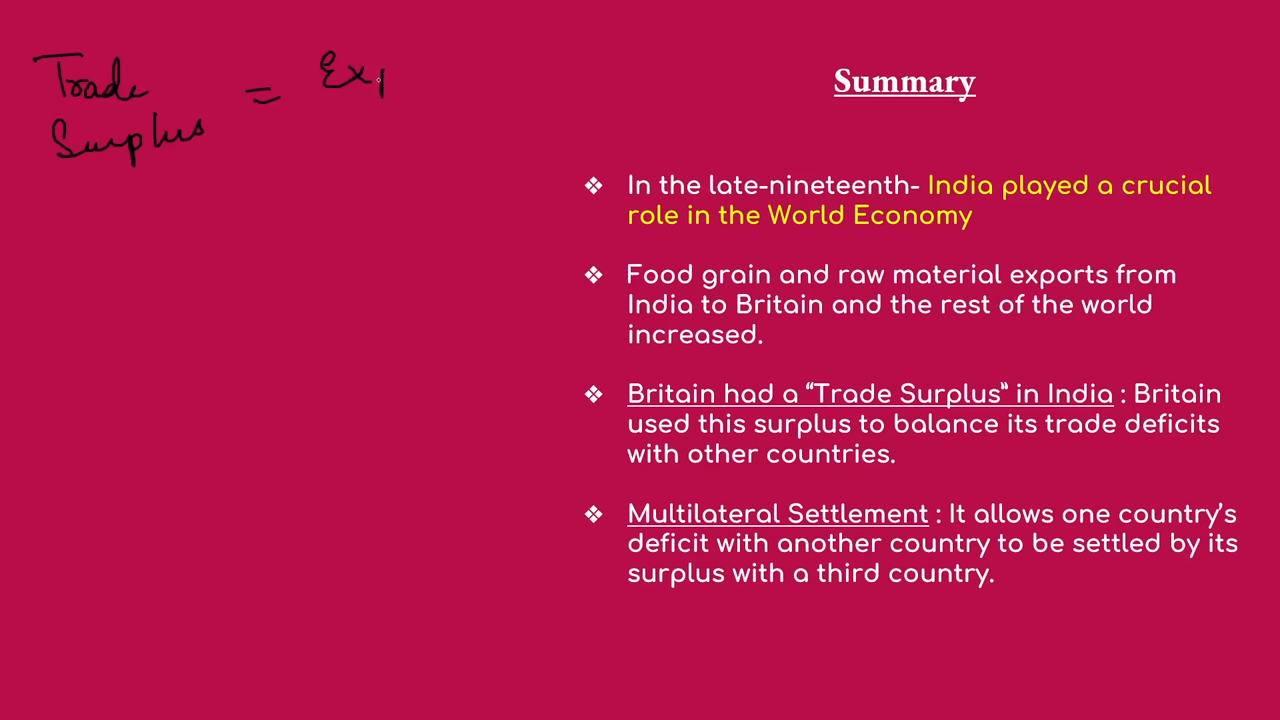 Trade
Surplus = Exp
Summary
❖ In the late-nineteenth- India played a crucial
role in the World Economy
❖ Food grain and raw material exports from
India to Britain and the rest of the world
increased.
❖ Britain had a “Trade Surplus” in India : Britain
used this surplus to balance its trade deficits
with other countries.
❖ Multilateral Settlement : It allows one country’s
deficit with another country to be settled by its
surplus with a third country.